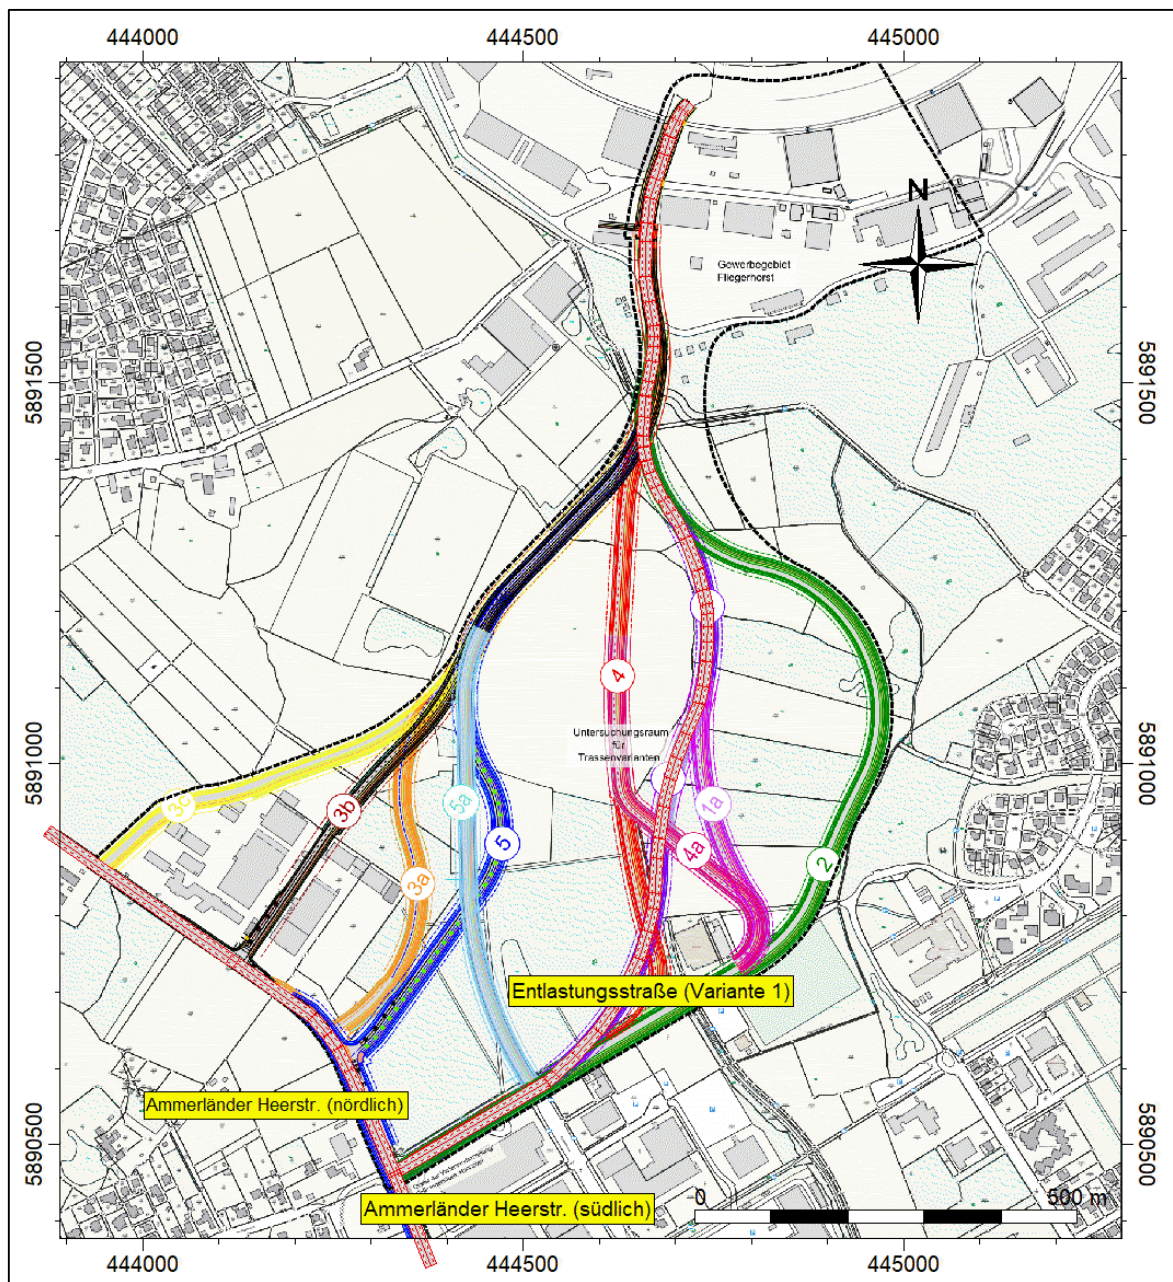 444000
444500
445000
N
Gewerbegebiet
Fliegerhorst
5891500
5891500
4
Untersuchungsraum
für
Trassenvarianten
5891000
5891000
3c
3b
5a
1a
5
4a
2
3a
Entlastungsstraße (Variante 1)
Ammerländer Heerstr. (nördlich)
5890500
5890500
Ammerländer Heerstr. (südlich)
0
500 m
444000
444500
445000